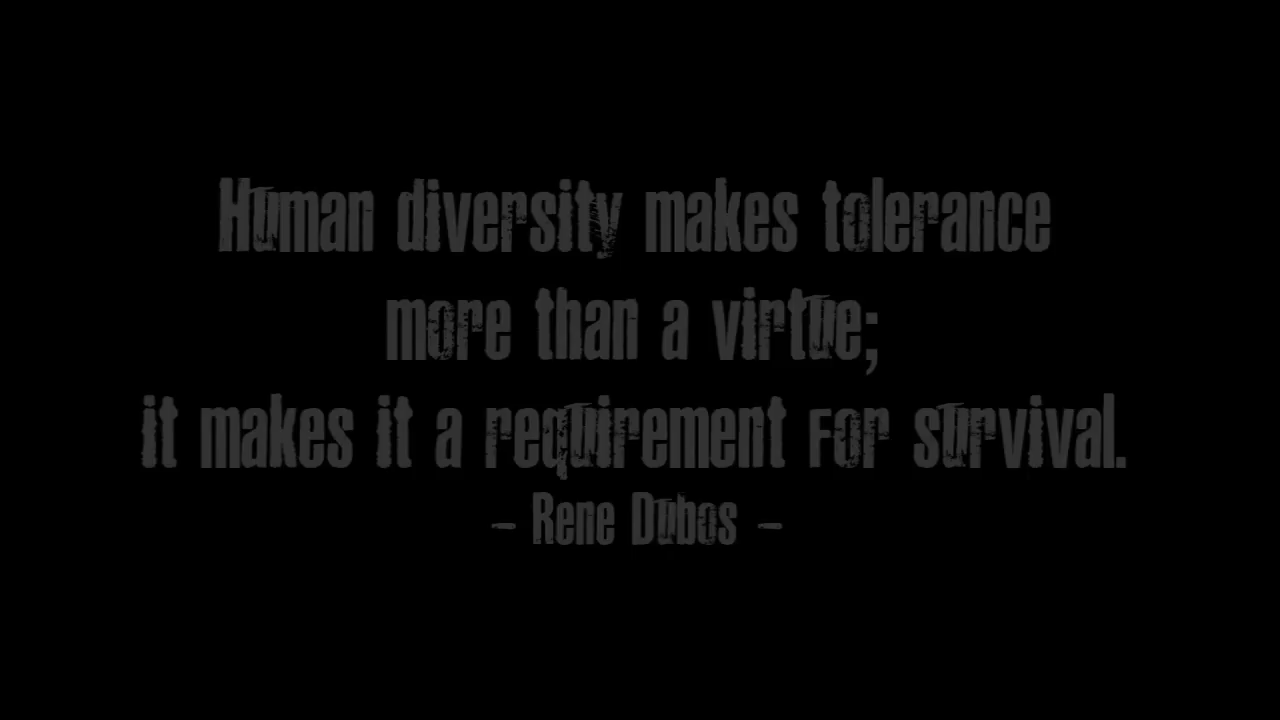 Human diversity makes tolerance
more than a virtue;
it makes it a requirement for survival.
- Rene Dubos -